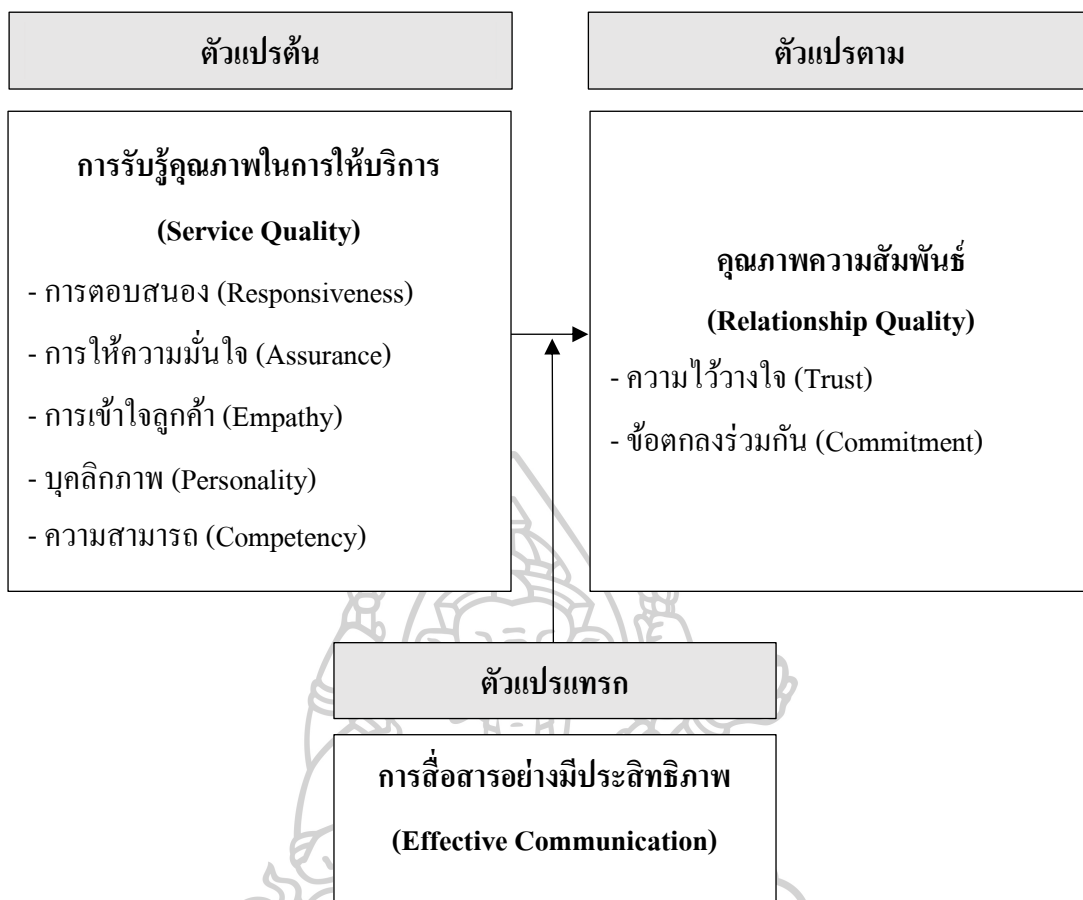 ตัวแปรต้น
ตัวแปรตาม
การรับรู้คุณภาพในการให้บริการ
(Service Quality)
- การตอบสนอง (Responsiveness)
- การให้ความมั่นใจ (Assurance)
- การเข้าใจลูกค้า (Empathy)
- บุคลิกภาพ (Personality)
- ความสามารถ (Competency)
คุณภาพความสัมพันธ์
(Relationship Quality)
- ความไว้วางใจ (Trust)
- ข้อตกลงร่วมกัน (Commitment)
ตัวแปรแทรก
การสื่อสารอย่างมีประสิทธิภาพ
(Effective Communication)